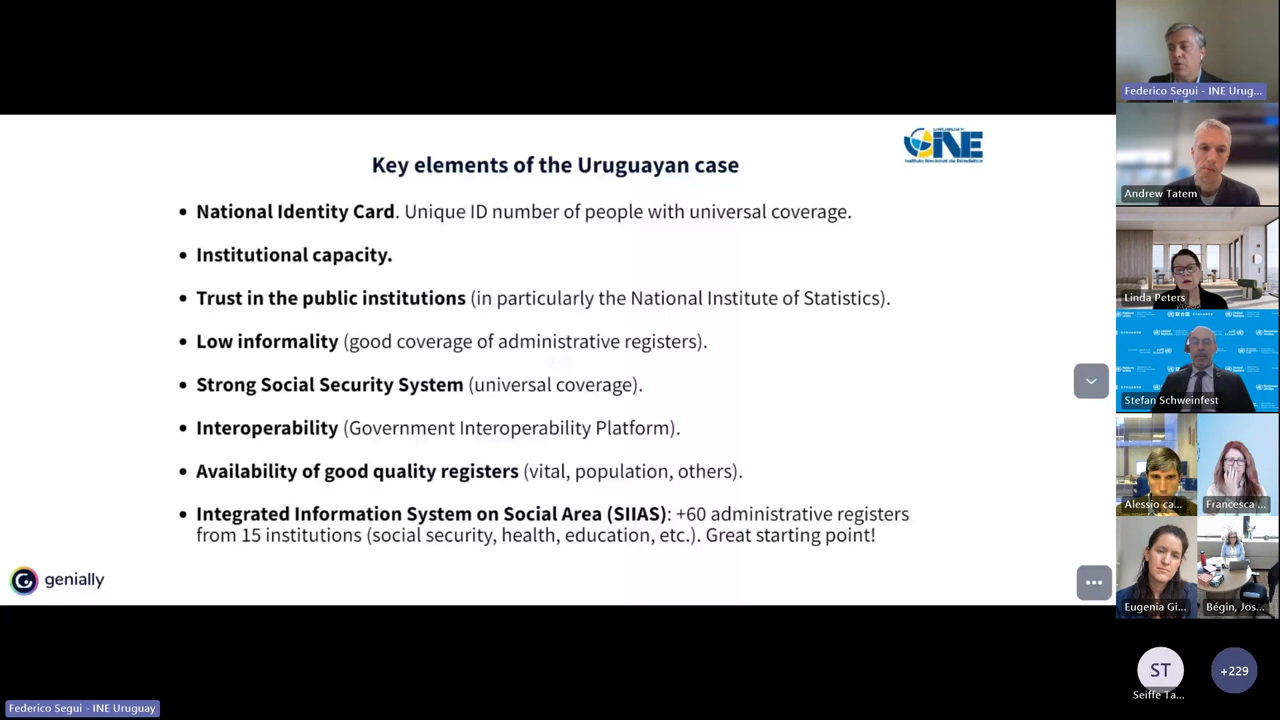 Key elements of the Uruguayan case
INE
• National Identity Card. Unique ID number of people with universal coverage.
• Institutional capacity.
• Trust in the public institutions (in particularly the National Institute of Statistics).
• Low informality (good coverage of administrative registers).
• Strong Social Security System (universal coverage).
• Interoperability (Government Interoperability Platform).
• Availability of good quality registers (vital, population, others).
• Integrated Information System on Social Area (SIIAS): +60 administrative registers
from 15 institutions (social security, health, education, etc.). Great starting point!
genially
Federico Segui - INE Uruguay
Federico Segui - INE Urug...
Andrew Tatem
Linda Peters
Stefan Schweinfest
Alessio ca...
Francesca ...
Eugenia Gi...
Bégin, Jos...
ST
Seiffe Ta...
+229